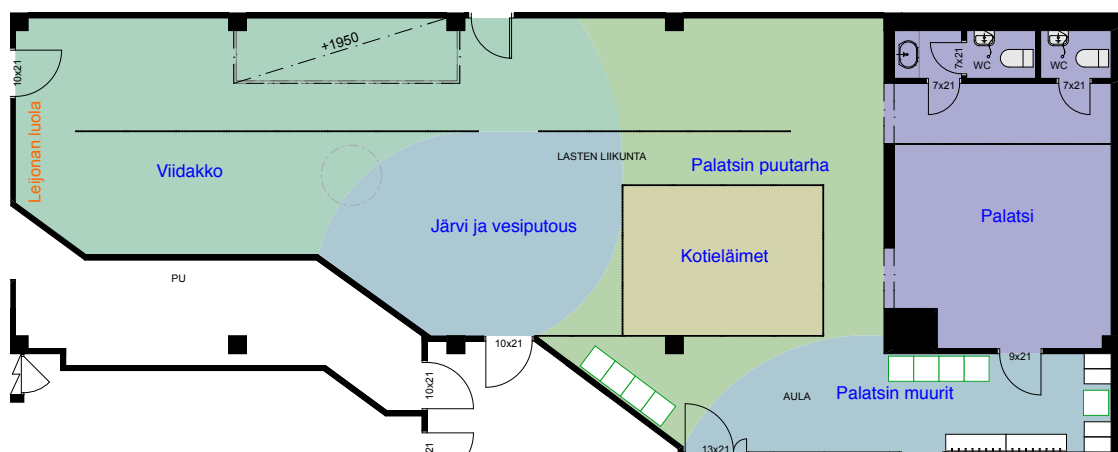 +1950
10x21
7x21
WC
WC
7x21
7x21
Leijonan luola
LASTEN LIIKUNTA
Viidakko
Palatsin puutarha
Järvi ja vesiputous
Palatsi
Kotieläimet
PU
10x21
9x21
10x21
AULA
Palatsin muurit
13x21
21